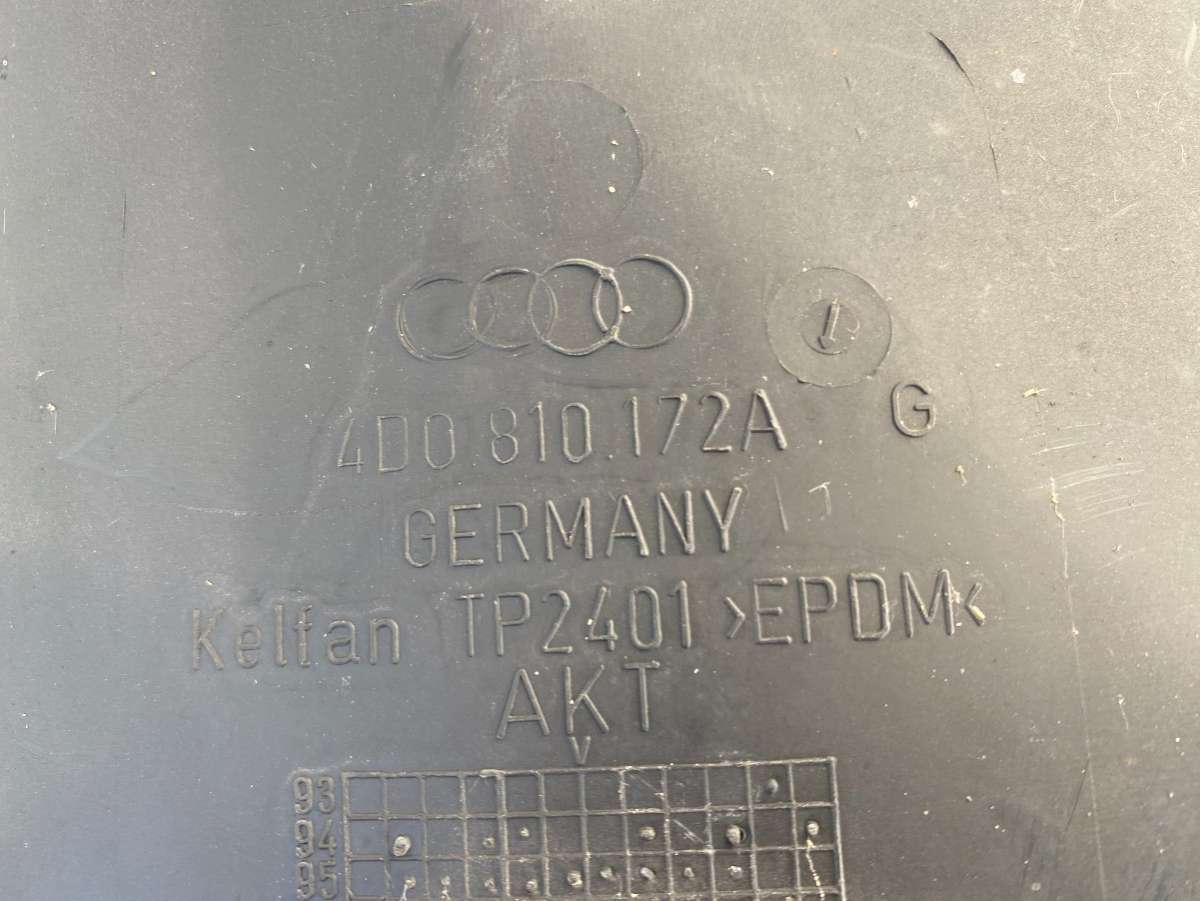 4D0.810.172A G
GERMANY
Kelfan TP2401 >EPDM<
AKT
93
94
95